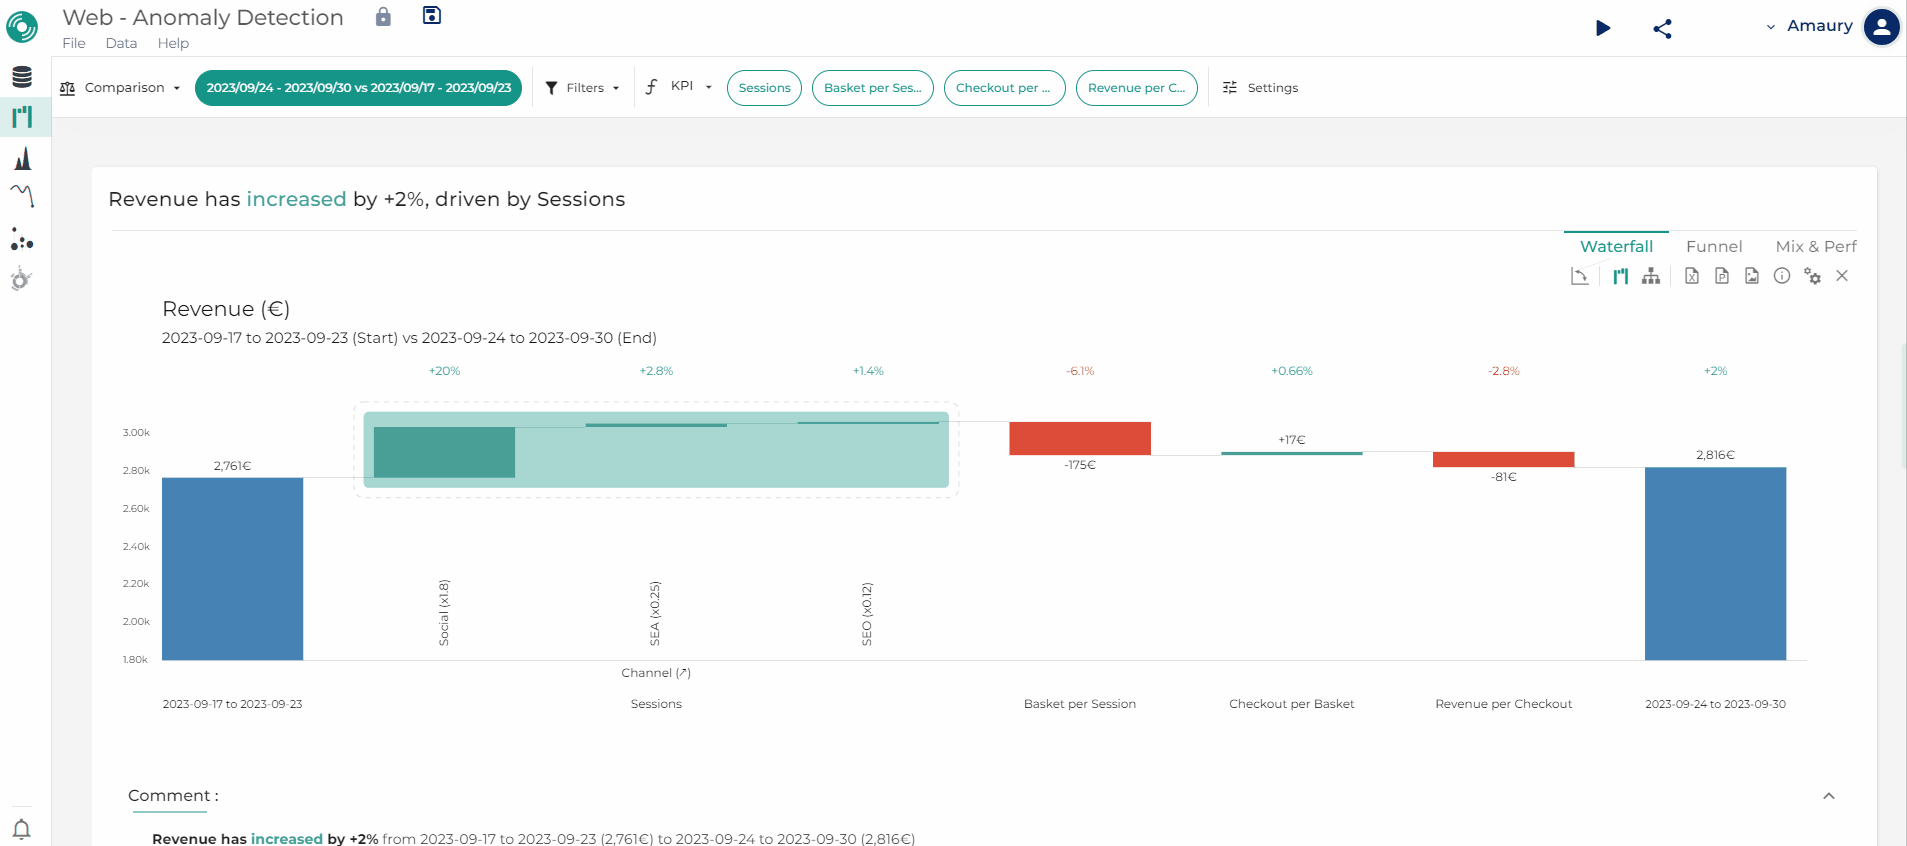 Web - Anomaly Detection
File Data Help
Amaury
Comparison 2023/09/24 - 2023/09/30 vs 2023/09/17 - 2023/09/23 Filters KPI Sessions Basket per Ses... Checkout per ... Revenue per C... Settings
Revenue has increased by +2%, driven by Sessions
Waterfall Funnel Mix & Perf
Revenue (€)
2023-09-17 to 2023-09-23 (Start) vs 2023-09-24 to 2023-09-30 (End)
+20% +2.8% +1.4% -6.1% +0.66% -2.8% +2%
3.00k
2.80k
2.60k
2.40k
2.20k
2.00k
1.80k
2,761€
-175€
+17€
-81€
2,816€
Social (x1.8)
SEA (x0.25)
SEO (x0.12)
Channel (↗)
2023-09-17 to 2023-09-23 Sessions Basket per Session Checkout per Basket Revenue per Checkout 2023-09-24 to 2023-09-30
Comment :
Revenue has increased by +2% from 2023-09-17 to 2023-09-23 (2,761€) to 2023-09-24 to 2023-09-30 (2,816€)